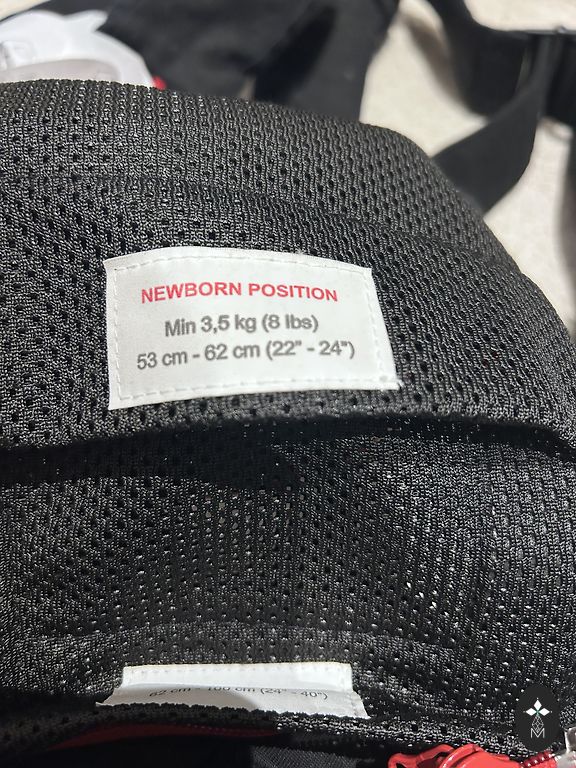 NEWBORN POSITION
Min 3,5 kg (8 lbs)
53 cm - 62 cm (22" - 24")
62 cm - 100 cm (24" - 40")
M